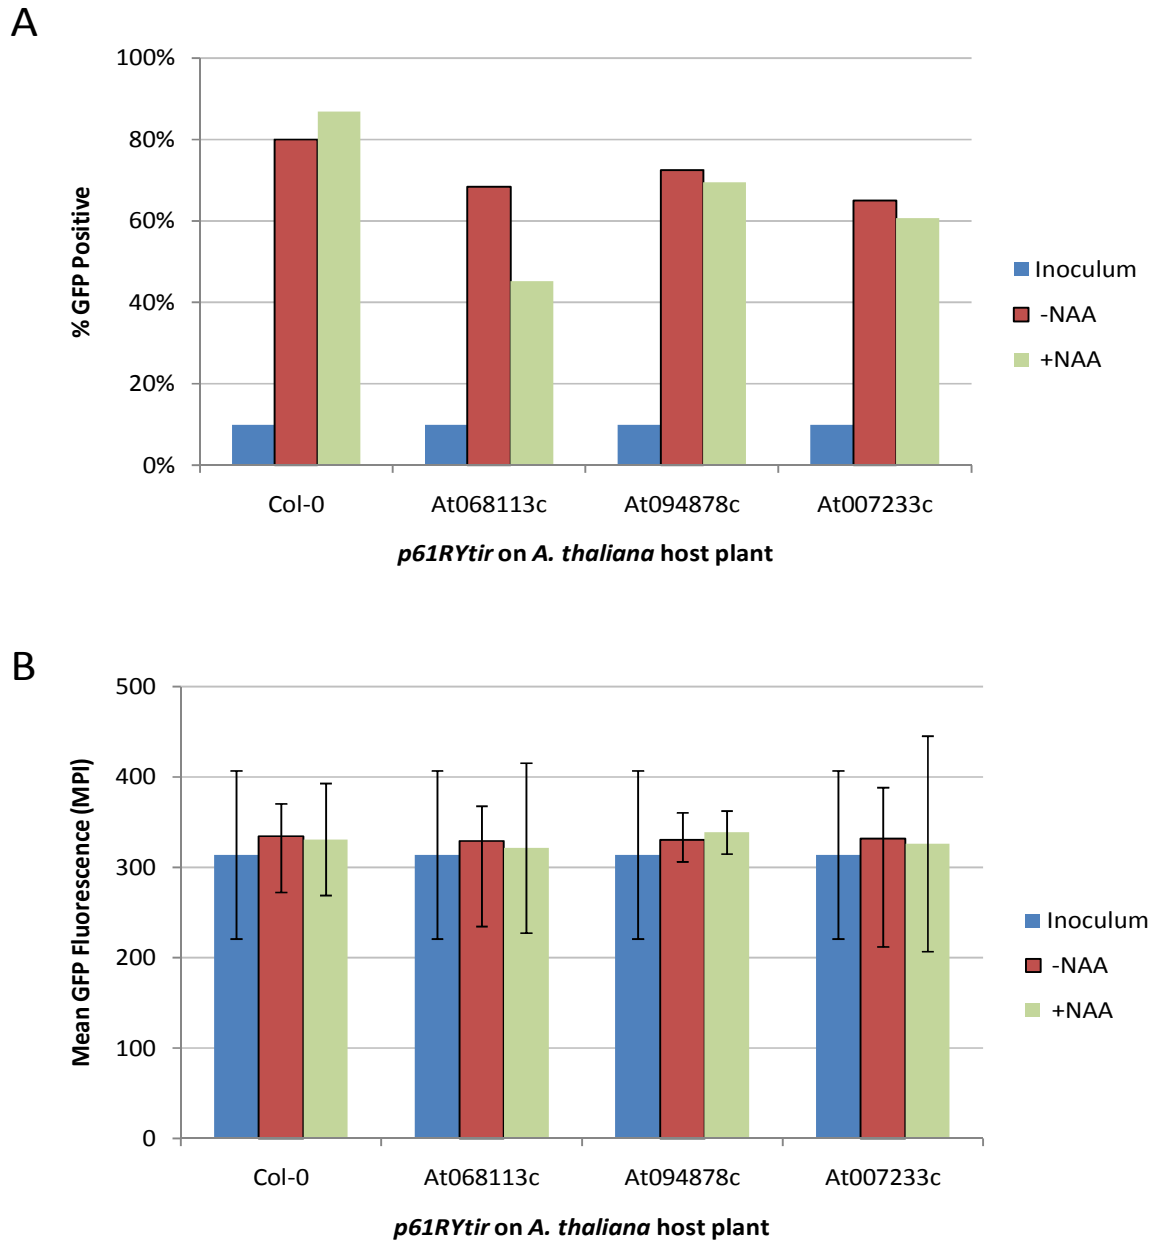 A
100%
80%
60%
40%
20%
0%
% GFP Positive
Col-0 At068113c At094878c At007233c
p61RYtir on A. thaliana host plant
Inoculum
-NAA
+NAA
B
500
400
300
200
100
0
Mean GFP Fluorescence (MPI)
Col-0 At068113c At094878c At007233c
p61RYtir on A. thaliana host plant
Inoculum
-NAA
+NAA